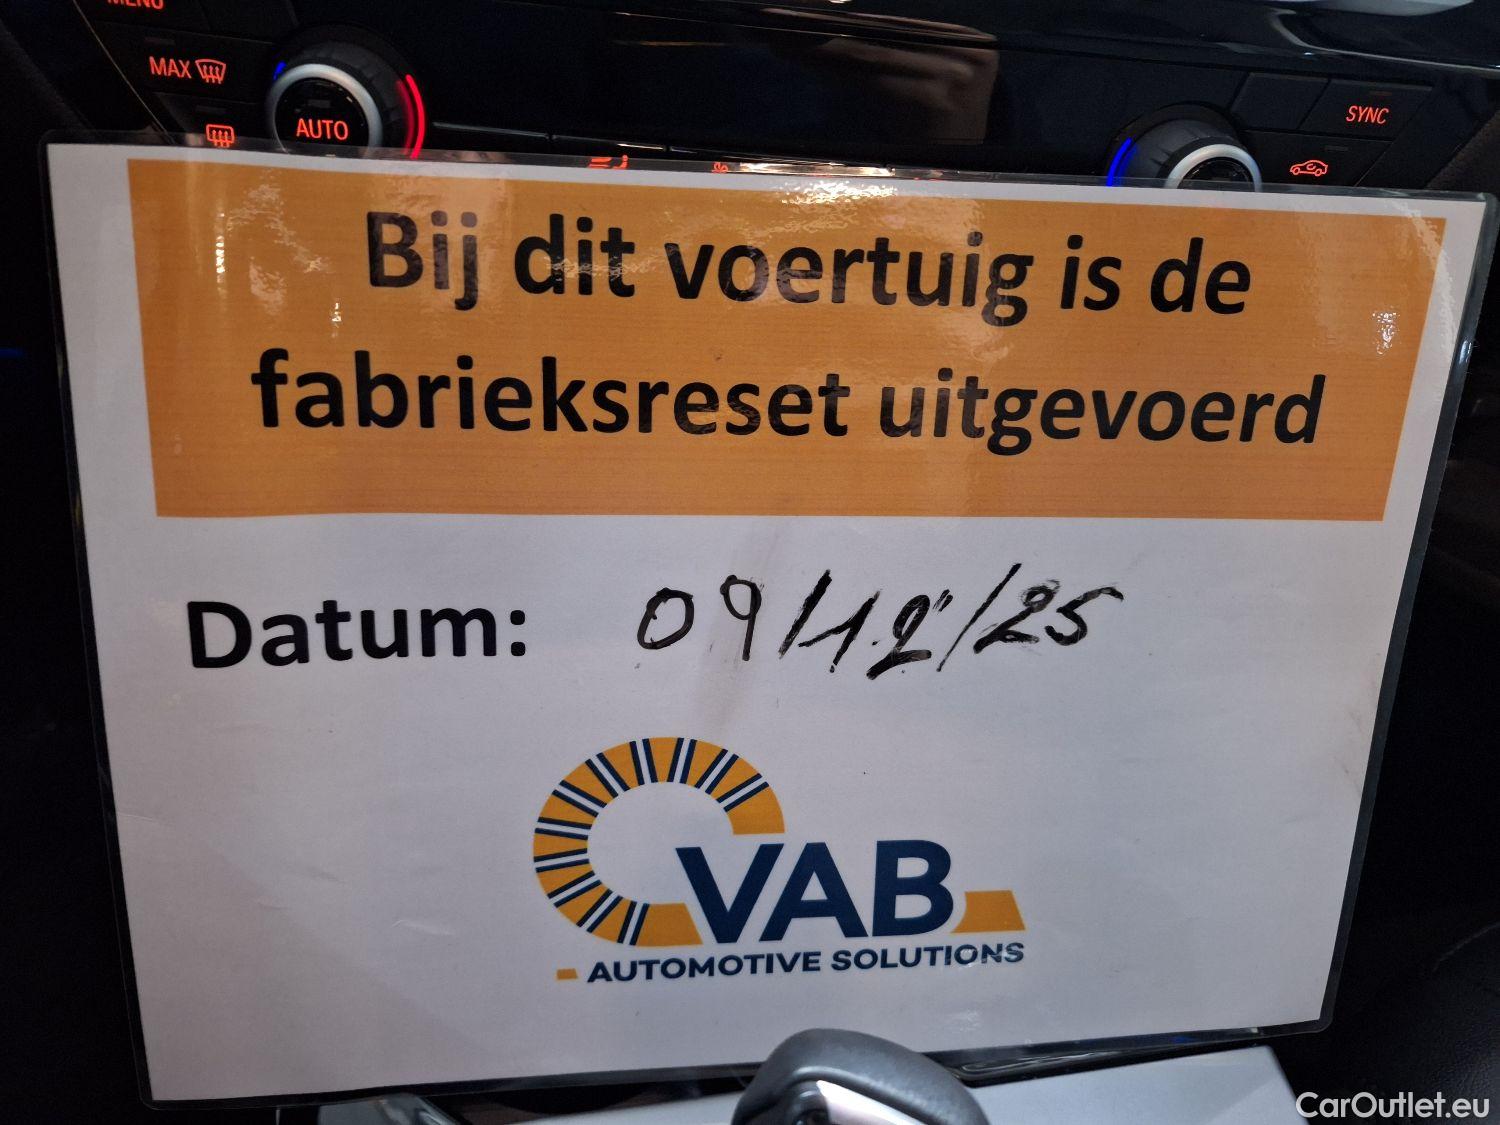 MENU
MAX
AUTO
SYNC
Bij dit voertuig is de
fabrieksreset uitgevoerd
Datum: 09/12/25
VAB
AUTOMOTIVE SOLUTIONS
CarOutlet.eu